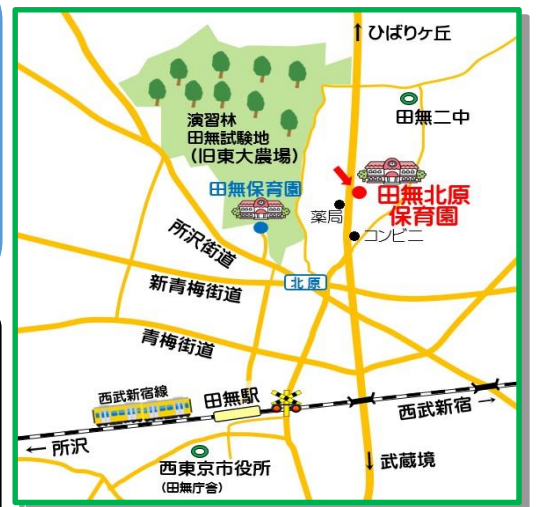 ↑ひばりヶ丘
田無二中
演習林
田無試験地
(旧東大農場)
田無保育園
田無北原
保育園
薬局
コンビニ
所沢街道
北原
新青梅街道
青梅街道
西武新宿線
田無駅
西武新宿→
←所沢
西東京市役所
(田無庁舎)
↓武蔵境